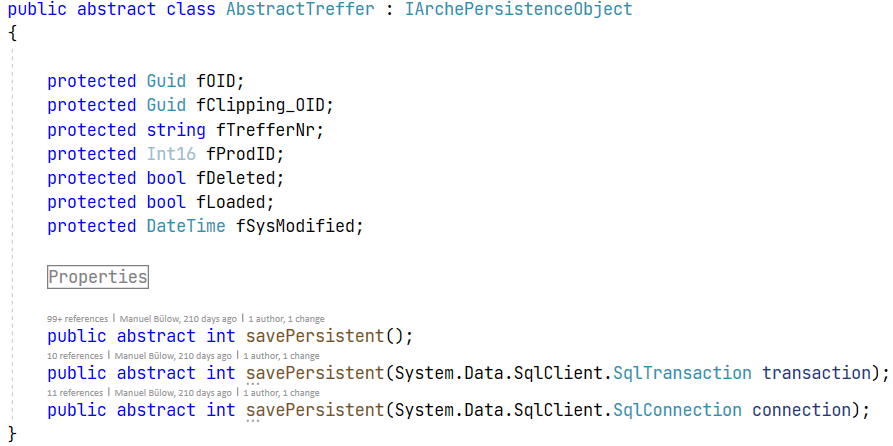 public abstract class AbstractTreffer : IArchePersistenceObject
{
protected Guid fOID;
protected Guid fClipping_OID;
protected string fTrefferNr;
protected Int16 fProdID;
protected bool fDeleted;
protected bool fLoaded;
protected DateTime fSysModified;
Properties
99+ references | Manuel Bülow, 210 days ago | 1 author, 1 change
public abstract int savePersistent();
10 references | Manuel Bülow, 210 days ago | 1 author, 1 change
public abstract int savePersistent(System.Data.SqlClient.SqlTransaction transaction);
11 references | Manuel Bülow, 210 days ago | 1 author, 1 change
public abstract int savePersistent(System.Data.SqlClient.SqlConnection connection);
}